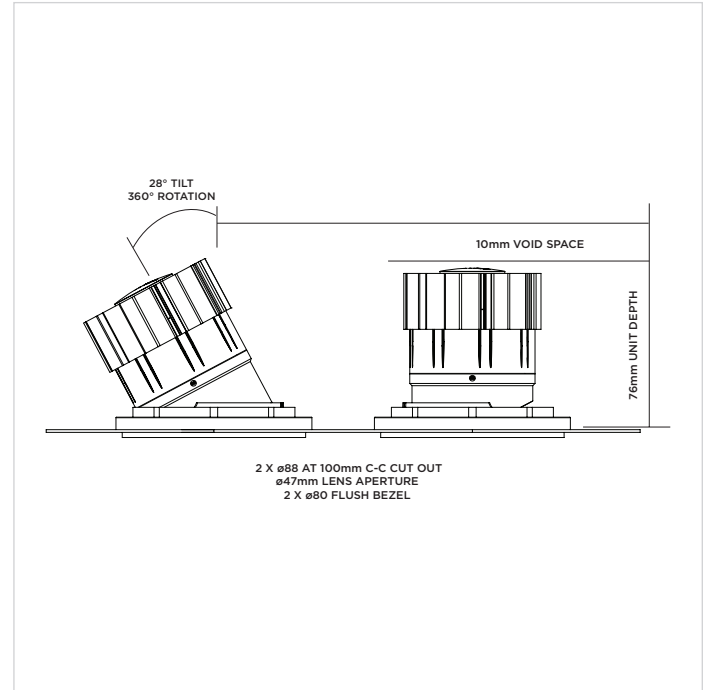 28° TILT
360° ROTATION
10mm VOID SPACE
76mm UNIT DEPTH
2 X ø88 AT 100mm C-C CUT OUT
ø47mm LENS APERTURE
2 X ø80 FLUSH BEZEL